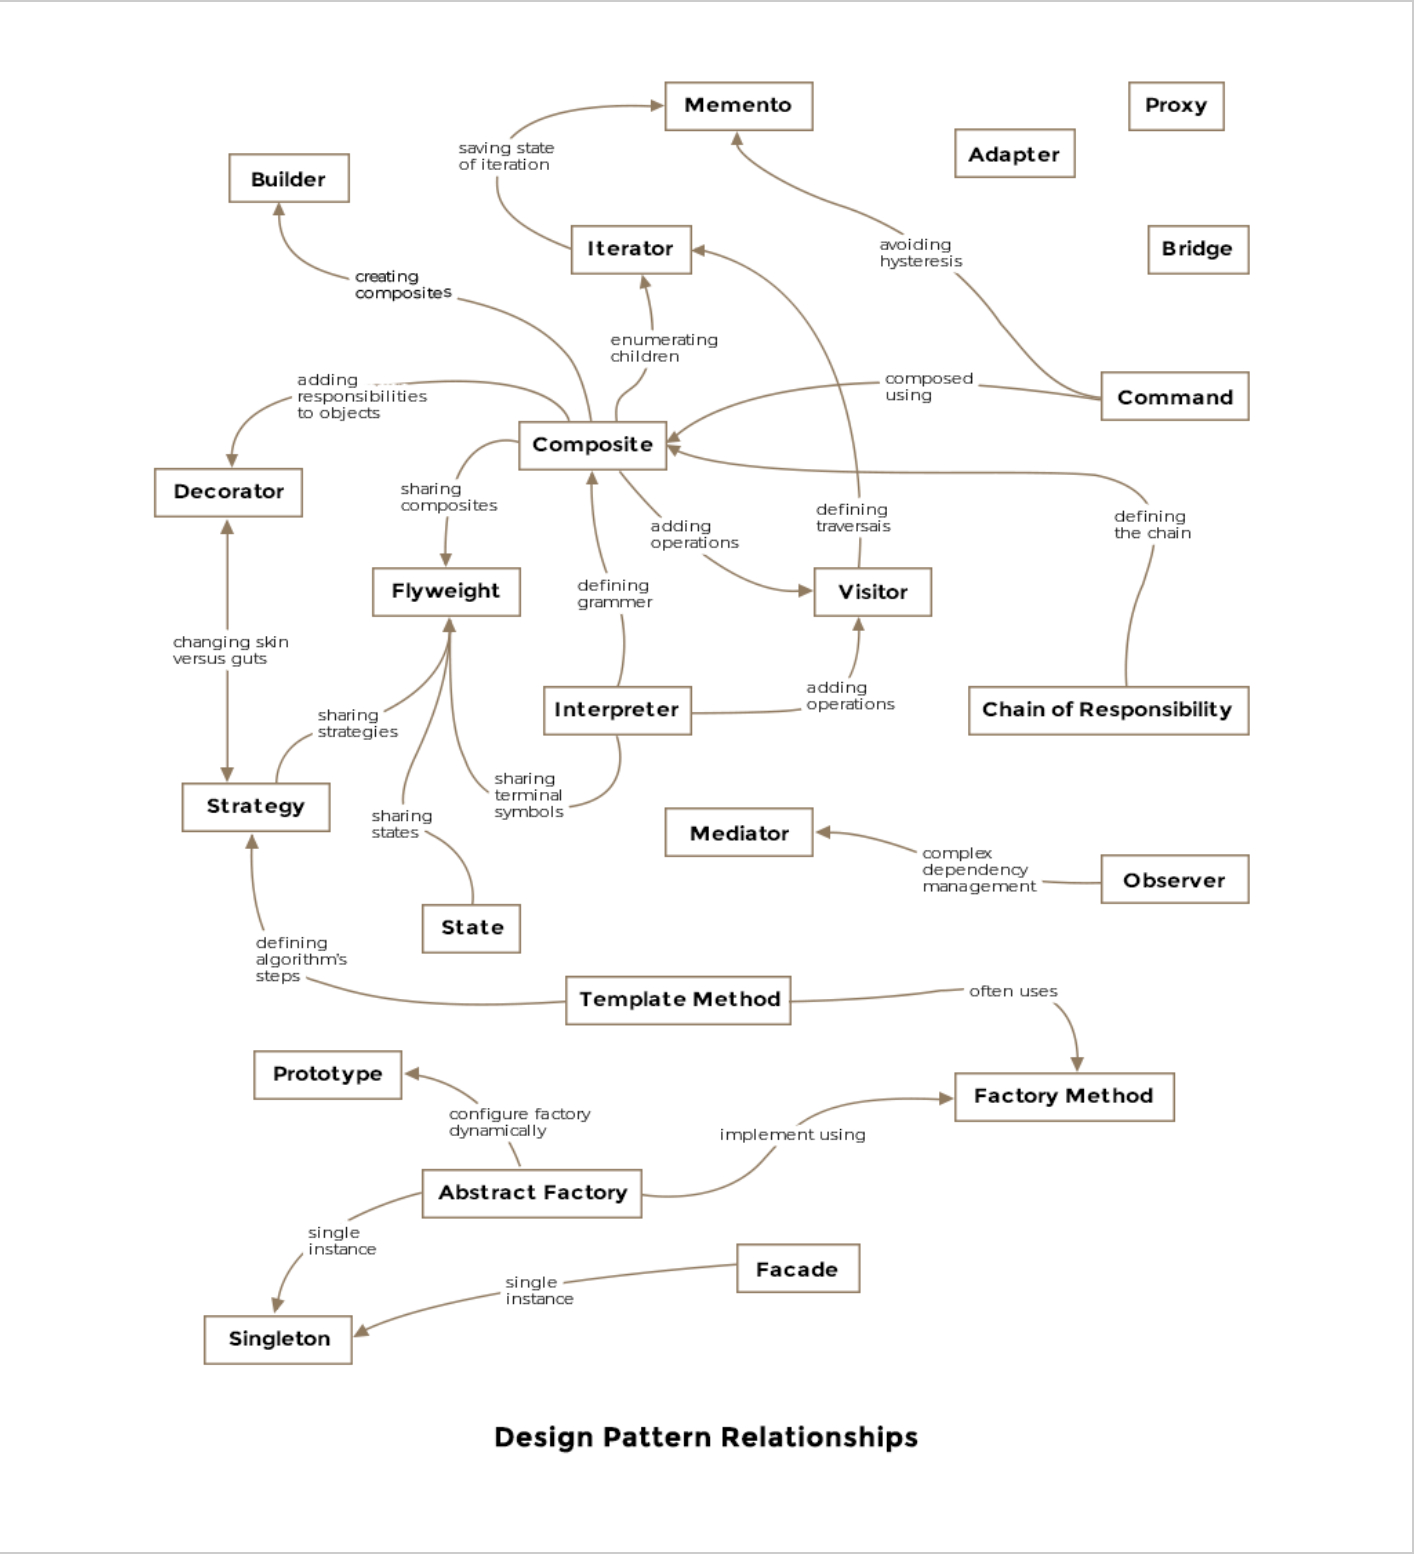 Memento
Proxy
Adapter
saving state
of iteration
Builder
Iterator
avoiding
hysteresis
Bridge
creating
composites
enumerating
children
adding
responsibilities
to objects
composed
using
Command
Composite
Decorator
sharing
composites
adding
operations
defining
traversais
defining
the chain
Flyweight
defining
grammer
Visitor
changing skin
versus guts
sharing
strategies
Interpreter
adding
operations
Chain of Responsibility
Strategy
sharing
terminal
symbols
sharing
states
Mediator
complex
dependency
management
Observer
State
defining
algorithm's
steps
Template Method
often uses
Prototype
Factory Method
configure factory
dynamically
implement using
Abstract Factory
single
instance
Facade
single
instance
Singleton
Design Pattern Relationships